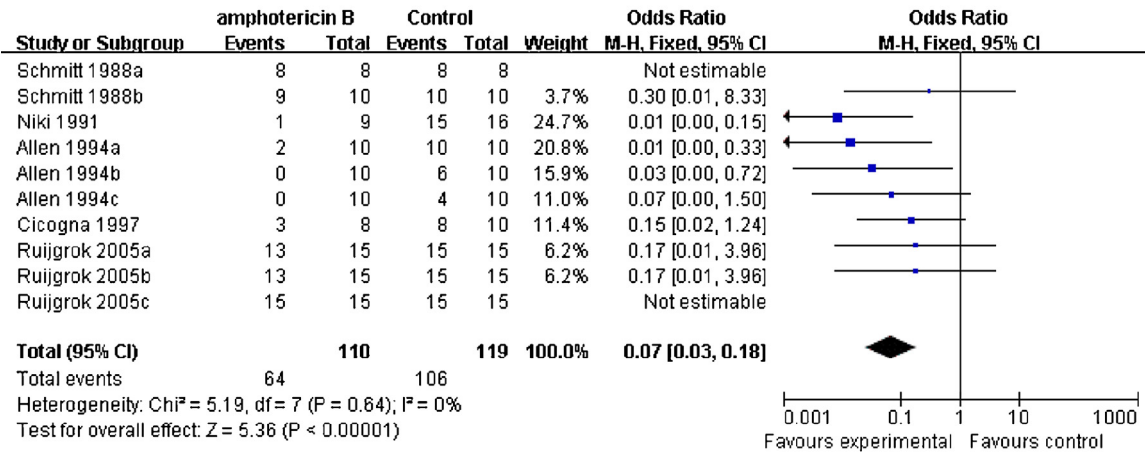 amphotericin B Control Odds Ratio Odds Ratio
Study or Subgroup Events Total Events Total Weight M-H, Fixed, 95% CI M-H, Fixed, 95% CI
Schmitt 1988a 8 8 8 8 Not estimable
Schmitt 1988b 9 10 10 10 3.7% 0.30 [0.01, 8.33]
Niki 1991 1 9 15 16 24.7% 0.01 [0.00, 0.15]
Allen 1994a 2 10 10 10 20.8% 0.01 [0.00, 0.33]
Allen 1994b 0 10 6 10 15.9% 0.03 [0.00, 0.72]
Allen 1994c 0 10 4 10 11.0% 0.07 [0.00, 1.50]
Cicogna 1997 3 8 8 10 11.4% 0.15 [0.02, 1.24]
Ruijgrok 2005a 13 15 15 15 6.2% 0.17 [0.01, 3.96]
Ruijgrok 2005b 13 15 15 15 6.2% 0.17 [0.01, 3.96]
Ruijgrok 2005c 15 15 15 15 Not estimable
Total (95% CI) 110 119 100.0% 0.07 [0.03, 0.18]
Total events 64 106
Heterogeneity: Chi² = 5.19, df = 7 (P = 0.64); I² = 0%
Test for overall effect: Z = 5.36 (P < 0.00001)
0.001 0.1 1 10 1000
Favours experimental Favours control